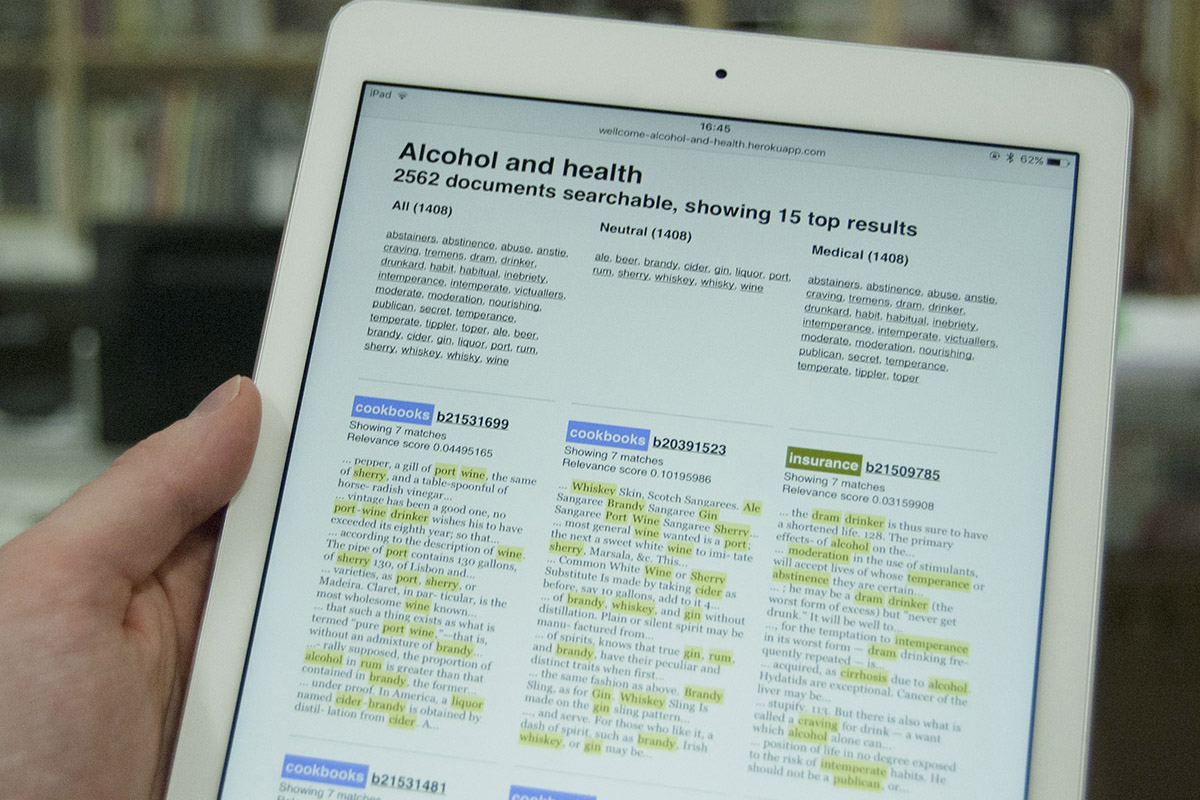 iPad
16:45
wellcome-alcohol-and-health.herokuapp.com
62%
Alcohol and health
2562 documents searchable, showing 15 top results
All (1408)
abstainers, abstinence, abuse, anstie,
craving, tremens, dram, drinker,
drunkard, habit, habitual, inebriety,
intemperance, intemperate, victuallers,
moderate, moderation, nourishing,
publican, secret, temperance,
temperate, tippler, toper, ale, beer,
brandy, cider, gin, liquor, port, rum,
sherry, whiskey, whisky, wine
Neutral (1408)
ale, beer, brandy, cider, gin, liquor, port,
rum, sherry, whiskey, whisky, wine
Medical (1408)
abstainers, abstinence, abuse, anstie,
craving, tremens, dram, drinker,
drunkard, habit, habitual, inebriety,
intemperance, intemperate, victuallers,
moderate, moderation, nourishing,
publican, secret, temperance,
temperate, tippler, toper
cookbooks b21531699
Showing 7 matches
Relevance score 0.04495165
... pepper, a gill of port wine, the same
of sherry, and a table-spoonful of
horse- radish vinegar...
... vintage has been a good one, no
port-wine drinker wishes his to have
exceeded its eighth year; so that...
... according to the description of wine.
The pipe of port contains 130 gallons,
of sherry 130, of Lisbon and...
... varieties, as port, sherry, or
Madeira. Claret, in par- ticular, is the
most wholesome wine known...
... that such a thing exists as what is
termed "pure port wine,"—that is,
without an admixture of brandy...
...- rally supposed, the proportion of
alcohol in rum is greater than that
contained in brandy, the former...
... under proof. In America, a liquor
named cider-brandy is obtained by
distil- lation from cider. A...
cookbooks b20391523
Showing 7 matches
Relevance score 0.10195986
... Whiskey Skin, Scotch Sangarees. Ale
Sangaree Brandy Sangaree Gin
Sangaree Port Wine Sangaree Sherry...
... most general wine wanted is a port;
the next a sweet white wine to imi- tate
sherry, Marsala, &c. This...
... Common White Wine or Sherry
Substitute Is made by taking cider as
before, say 10 gallons, add to it 4...
... of brandy, whiskey, and gin without
distillation. Plain or silent spirit may be
manu- factured from...
... of spirits, knows that true gin, rum,
and brandy, have their peculiar and
distinct traits when first...
... the same fashion as above. Brandy
Sling, as for Gin. Whiskey Sling Is
made on the gin sling pattern...
..., and serve. For those who like it, a
dash of spirit, such as brandy, Irish
whiskey, or gin may be...
insurance b21509785
Showing 7 matches
Relevance score 0.03159908
... the dram drinker is thus sure to have
a shortened life. 128. The primary
effects- of alcohol on the...
... moderation in the use of stimulants,
will accept lives of whose temperance or
abstinence they are certain...
... ; he may be a dram drinker (the
worst form of excess) but "never get
drunk." It will be well to...
..., for the temptation to intemperance
in its worst form — dram drinking fre-
quently repeated — is...
... acquired, as cirrhosis due to alcohol.
Hydatids are exceptional. Cancer of the
liver may be...
... stupify. 113. But there is also what is
called a craving for drink — a want
which alcohol alone can...
... position of life in no degree exposed
to the risk of intemperate habits. He
should not be a publican, or...
cookbooks b21531481
Showing 7 matches